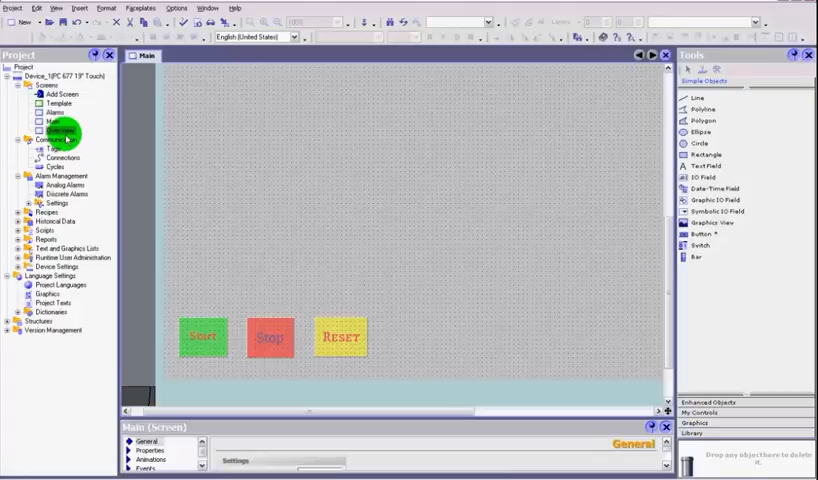 Project Edit View Insert Format Faceplates Options Window Help
New 100%
English (United States)
Project
Project
Device_1(PC 677 19" Touch)
Screens
Add Screen
Template
Alarms
Main
Overview
Communication
Tags
Connections
Cycles
Alarm Management
Analog Alarms
Discrete Alarms
Settings
Recipes
Historical Data
Scripts
Reports
Text and Graphics Lists
Runtime User Administration
Device Settings
Language Settings
Project Languages
Graphics
Project Texts
Dictionaries
Structures
Version Management
Main
Start Stop RESET
Main (Screen)
General
Properties
Animations
Events
General
Settings
Tools
Simple Objects
Line
Polyline
Polygon
Ellipse
Circle
Rectangle
Text Field
IO Field
Date-Time Field
Graphic IO Field
Symbolic IO Field
Graphics View
Button
Switch
Bar
Enhanced Objects
My Controls
Graphics
Library
Drop any object here to delete
it.